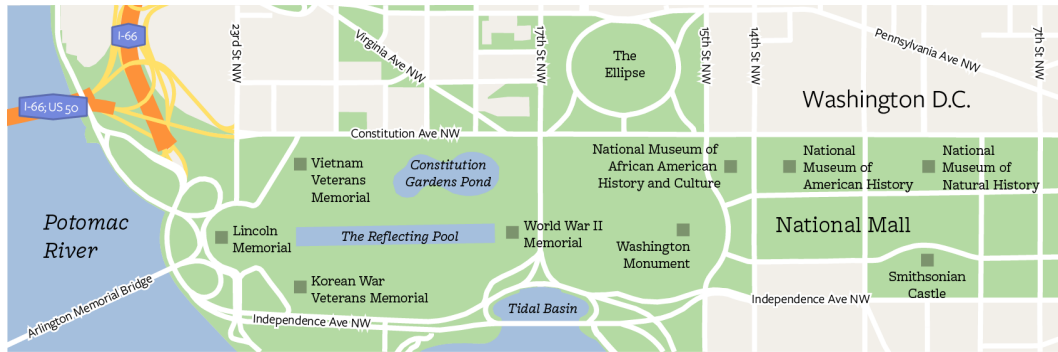 I-66
23rd St NW
Virginia Ave NW
17th St NW
The
Ellipse
15th St NW
14th St NW
Pennsylvania Ave NW
7th St NW
I-66; US 50
Washington D.C.
Constitution Ave NW
Vietnam
Veterans
Memorial
Constitution
Gardens Pond
National Museum of
African American
History and Culture
National
Museum of
American History
National
Museum of
Natural History
Potomac
River
Lincoln
Memorial
The Reflecting Pool
World War II
Memorial
Washington
Monument
National Mall
Korean War
Veterans Memorial
Smithsonian
Castle
Arlington Memorial Bridge
Independence Ave NW
Tidal Basin
Independence Ave NW